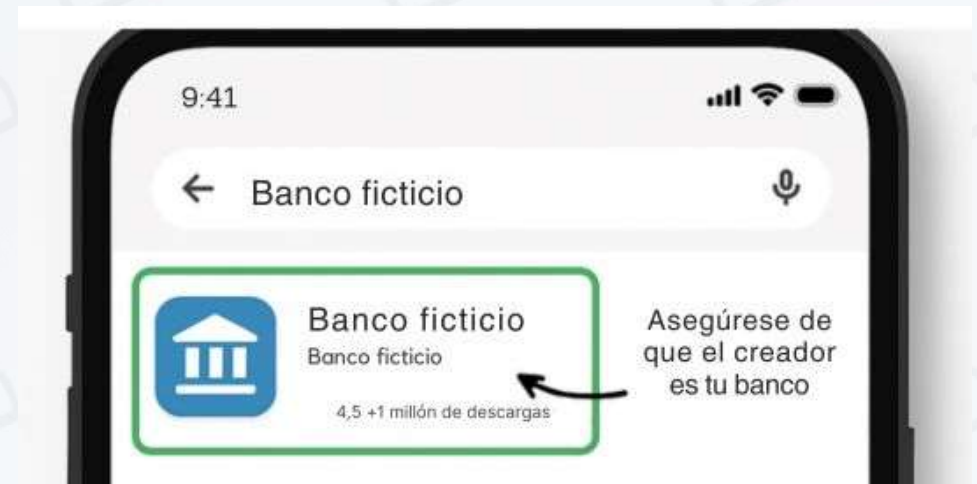 9:41
Banco ficticio
Banco ficticio
Banco ficticio
4,5 +1 millón de descargas
Asegúrese de
que el creador
es tu banco